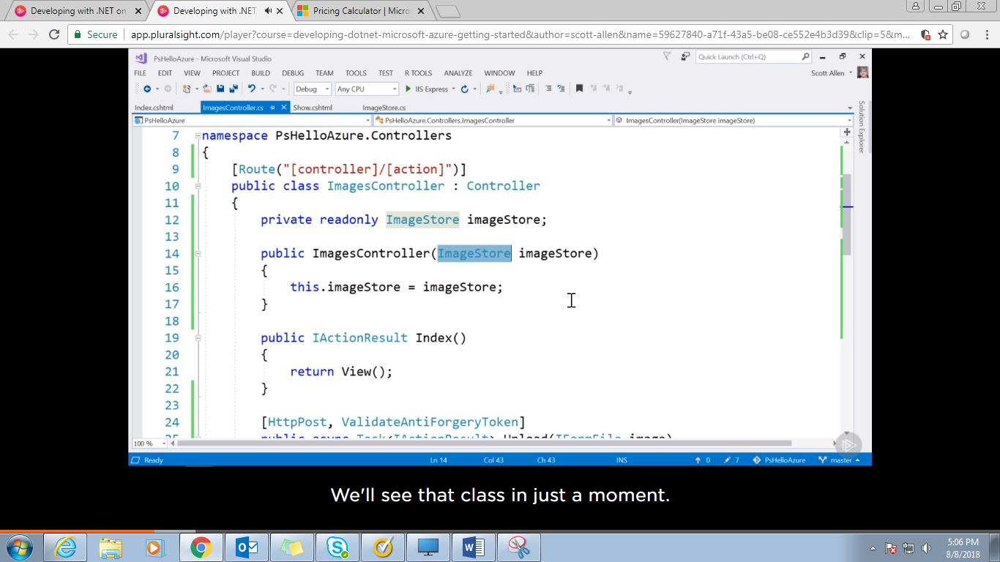 Developing with .NET on
Developing with .NET
Pricing Calculator | Micro
Secure
app.pluralsight.com/player?course=developing-dotnet-microsoft-azure-getting-started&author=scott-allen&name=59627840-a71f-43a5-be08-ce552e4b3d39&clip=5&m...
PsHelloAzure - Microsoft Visual Studio
Quick Launch (Ctrl+Q)
FILE EDIT VIEW PROJECT BUILD DEBUG TEAM TOOLS TEST R TOOLS ANALYZE WINDOW HELP
Scott Allen
Debug Any CPU IIS Express
Index.cshtml ImagesController.cs Show.cshtml ImageStore.cs
Solution Explorer
PsHelloAzure PsHelloAzure.Controllers.ImagesController ImagesController(ImageStore imageStore)
7 namespace PsHelloAzure.Controllers
8 {
9 [Route("[controller]/[action]")]
10 public class ImagesController : Controller
11 {
12 private readonly ImageStore imageStore;
13
14 public ImagesController(ImageStore imageStore)
15 {
16 this.imageStore = imageStore;
17 }
18
19 public IActionResult Index()
20 {
21 return View();
22 }
23
24 [HttpPost, ValidateAntiForgeryToken]
25 public async Task<IActionResult> Upload(IFormFile image)
100 %
Ready Ln 14 Col 43 Ch 43 INS 0 7 PsHelloAzure master
We'll see that class in just a moment.
5:06 PM
8/8/2018